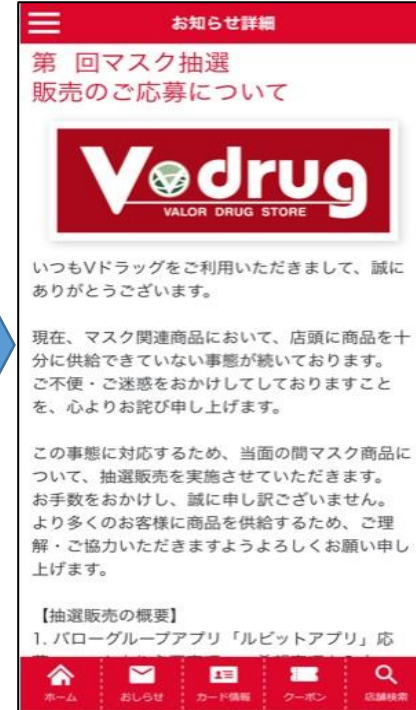 お知らせ詳細
第 回マスク抽選
販売のご応募について
Vdrug
VALOR DRUG STORE
いつもVドラッグをご利用いただきまして、誠に
ありがとうございます。
現在、マスク関連商品において、店頭に商品を十
分に供給できていない事態が続いております。
ご不便・ご迷惑をおかけしてしておりますこと
を、心よりお詫び申し上げます。
この事態に対応するため、当面の間マスク商品に
ついて、抽選販売を実施させていただきます。
お手数をおかけし、誠に申し訳ございません。
より多くのお客様に商品を供給するため、ご理
解・ご協力いただきますようよろしくお願い申し
上げます。
【抽選販売の概要】
1. バローグループアプリ「ルビットアプリ」応
ホーム おしらせ カード情報 クーポン 店舗検索